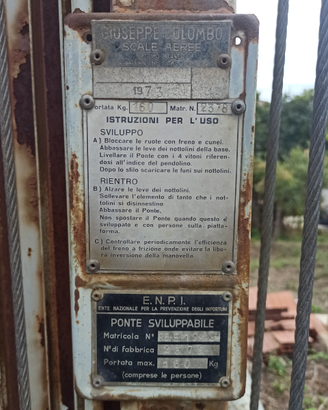 GIUSEPPE COLOMBO
SCALE AEREE
1973
Portata Kg. 160 Matr. N. 2378
ISTRUZIONI PER L'USO
SVILUPPO
A) Bloccare le ruote con freno e cunei.
Abbassare le leve dei nottolini della base.
Livellare il Ponte con i 4 vitoni riferen-
dosi all'indice del pendolino.
Dopo lo sfilo scaricare le funi sui nottolini.
RIENTRO
B) Alzare le leve dei nottolini.
Sollevare l'elemento di tanto che i not-
tolini si disinnestino
Abbassare il Ponte.
Non spostare il Ponte quando questo è
sviluppato e con persone sulla piatta-
forma.
C) Controllare periodicamente l'efficienza
del freno a frizione onde evitare la libe-
ra inversione della manovella.
E.N.P.I.
ENTE NAZIONALE PER LA PREVENZIONE DEGLI INFORTUNI
PONTE SVILUPPABILE
Matricola N°
N° di fabbrica
Portata max. Kg
(comprese le persone)